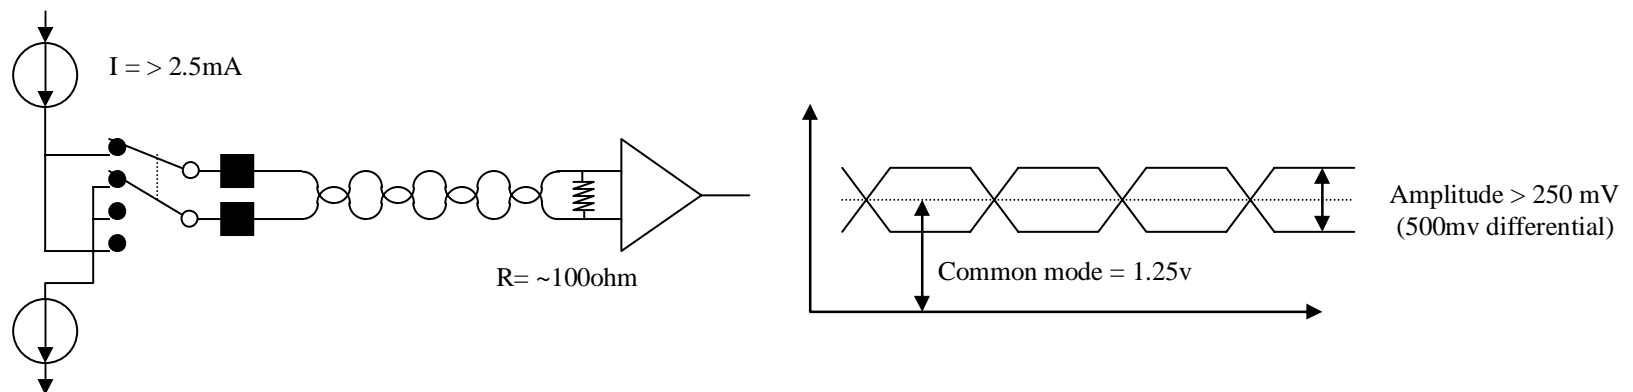 I = > 2.5mA
R= ~100ohm
Common mode = 1.25v
Amplitude > 250 mV
(500mv differential)